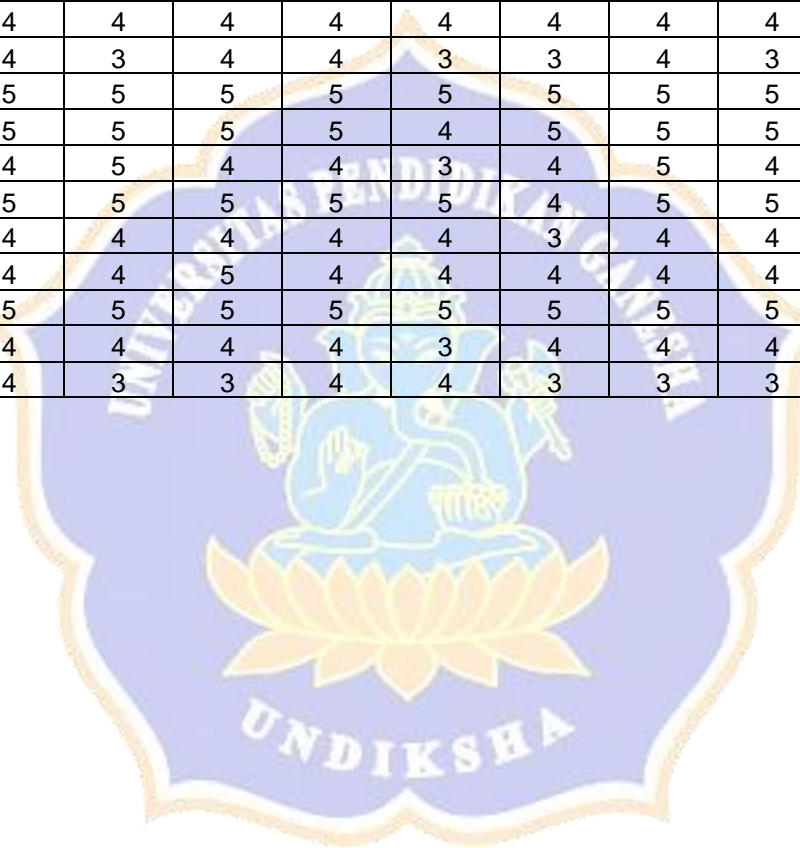 4 4 4 4 4 4 4 4
4 3 4 4 3 3 4 3
5 5 5 5 5 5 5 5
5 5 5 5 4 5 5 5
4 5 4 4 3 4 5 4
5 5 5 5 5 4 5 5
4 4 4 4 4 3 4 4
4 4 5 4 4 4 4 4
5 5 5 5 5 5 5 5
4 4 4 4 3 4 4 4
4 3 3 4 4 3 3 3
UNIVERSITAS PENDIDIKAN GANESHA
UNDIKSHA